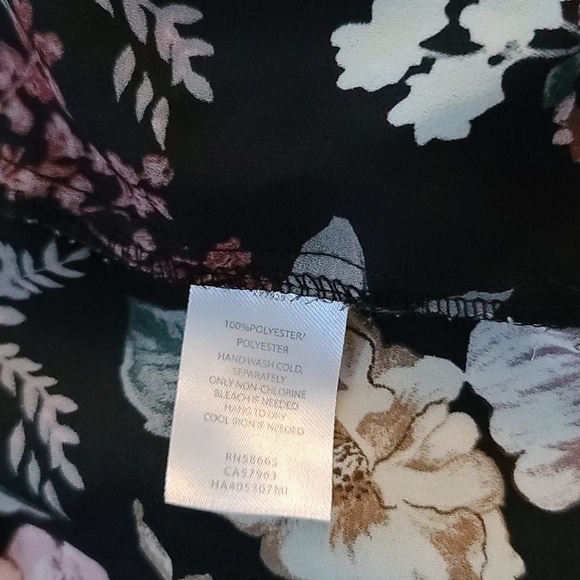 100%POLYESTER/
POLYESTER
HAND WASH COLD,
SEPARATELY
ONLY NON-CHLORINE
BLEACH IF NEEDED
HANG TO DRY
COOL IRON IF NEEDED
RN58665
CA57963
HA405307MI